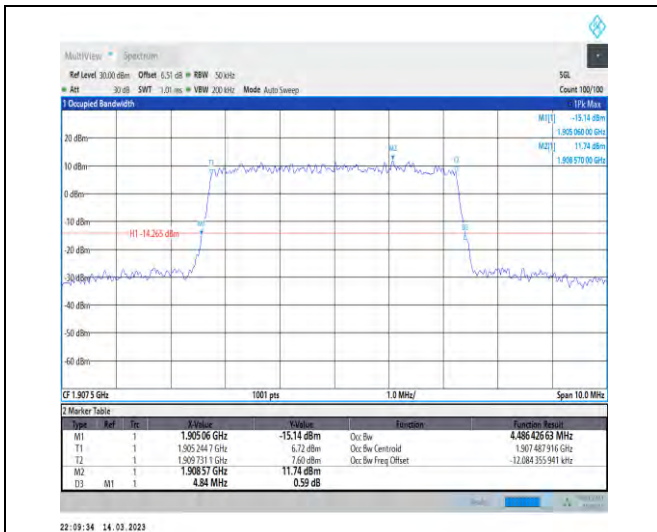 MultiView Spectrum
Ref Level 30.00 dBm Offset 6.51 dB RBW 50 kHz SGL
Att 30 dB SWT 1.01 ms VBW 200 kHz Mode Auto Sweep Count 100/100
1 Occupied Bandwidth 1Pk Max
M1[1] -15.14 dBm
1.905 060 00 GHz
M2[1] 11.74 dBm
1.908 570 00 GHz
20 dBm
M2
T1
T2
10 dBm
0 dBm
-10 dBm
M1
D3
H1 -14.265 dBm
-20 dBm
-30 dBm
-40 dBm
-50 dBm
-60 dBm
CF 1.907 5 GHz 1001 pts 1.0 MHz/ Span 10.0 MHz
2 Marker Table
Type Ref Trc X-Value Y-Value Function Function Result
M1 1 1.905 06 GHz -15.14 dBm Occ Bw 4.486 426 63 MHz
T1 1 1.905 244 7 GHz 6.72 dBm Occ Bw Centroid 1.907 487 916 GHz
T2 1 1.909 731 1 GHz 7.60 dBm Occ Bw Freq Offset -12.084 355 941 kHz
M2 1 1.908 57 GHz 11.74 dBm
D3 M1 1 4.84 MHz 0.59 dB
22:09:34 14.03.2023